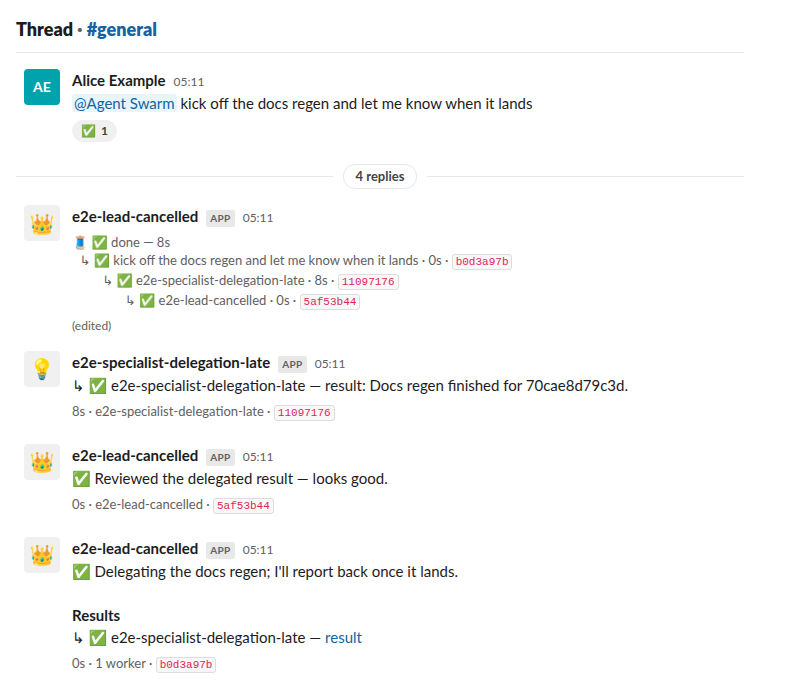 Thread • #general
AE
Alice Example 05:11
@Agent Swarm kick off the docs regen and let me know when it lands
✅ 1
4 replies
e2e-lead-cancelled APP 05:11
🧵 ✅ done — 8s
↳ ✅ kick off the docs regen and let me know when it lands · 0s · b0d3a97b
↳ ✅ e2e-specialist-delegation-late · 8s · 11097176
↳ ✅ e2e-lead-cancelled · 0s · 5af53b44
(edited)
e2e-specialist-delegation-late APP 05:11
↳ ✅ e2e-specialist-delegation-late — result: Docs regen finished for 70cae8d79c3d.
8s · e2e-specialist-delegation-late · 11097176
e2e-lead-cancelled APP 05:11
✅ Reviewed the delegated result — looks good.
0s · e2e-lead-cancelled · 5af53b44
e2e-lead-cancelled APP 05:11
✅ Delegating the docs regen; I'll report back once it lands.
Results
↳ ✅ e2e-specialist-delegation-late — result
0s · 1 worker · b0d3a97b